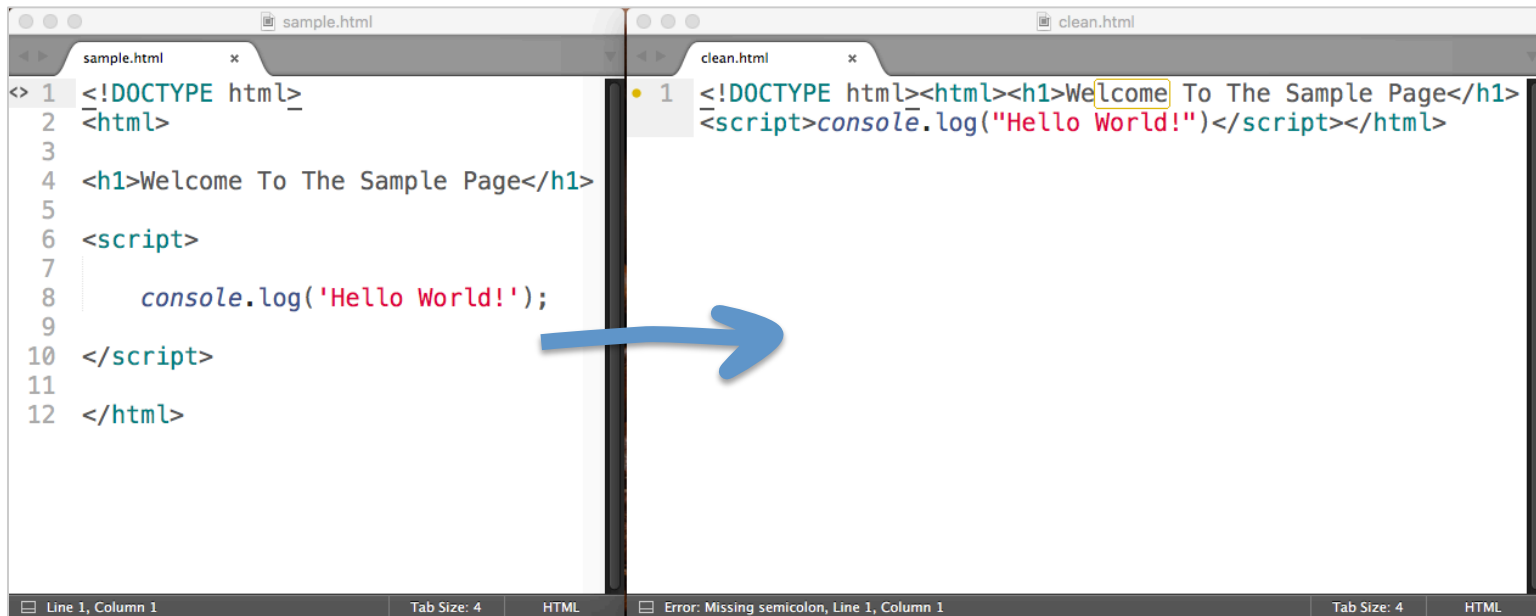 sample.html
sample.html
<> 1 <!DOCTYPE html>
2 <html>
3
4 <h1>Welcome To The Sample Page</h1>
5
6 <script>
7
8 console.log('Hello World!');
9
10 </script>
11
12 </html>
Line 1, Column 1 Tab Size: 4 HTML
clean.html
clean.html
1 <!DOCTYPE html><html><h1>Welcome To The Sample Page</h1>
<script>console.log("Hello World!")</script></html>
Error: Missing semicolon, Line 1, Column 1 Tab Size: 4 HTML